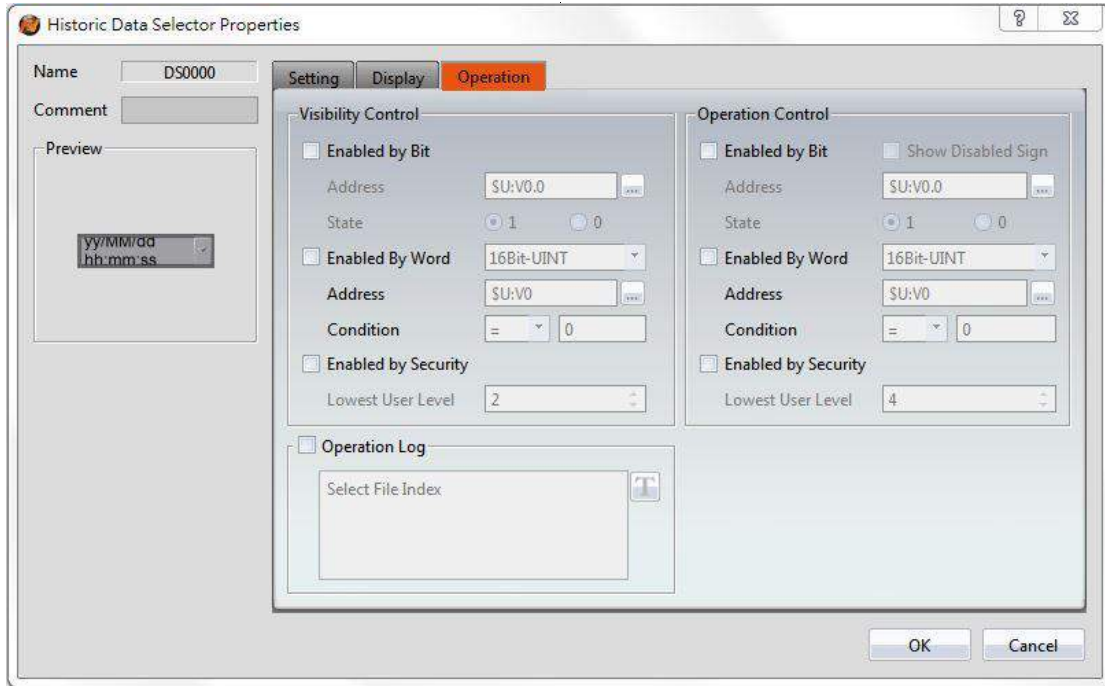 Historic Data Selector Properties
Name DS0000
Comment
Preview
yy/MM/dd
hh:mm:ss
Setting Display Operation
Visibility Control
Enabled by Bit
Address $U:V0.0 ...
State 1 0
Enabled By Word 16Bit-UINT
Address $U:V0 ...
Condition = 0
Enabled by Security
Lowest User Level 2
Operation Control
Enabled by Bit Show Disabled Sign
Address $U:V0.0 ...
State 1 0
Enabled By Word 16Bit-UINT
Address $U:V0 ...
Condition = 0
Enabled by Security
Lowest User Level 4
Operation Log
Select File Index T
OK Cancel